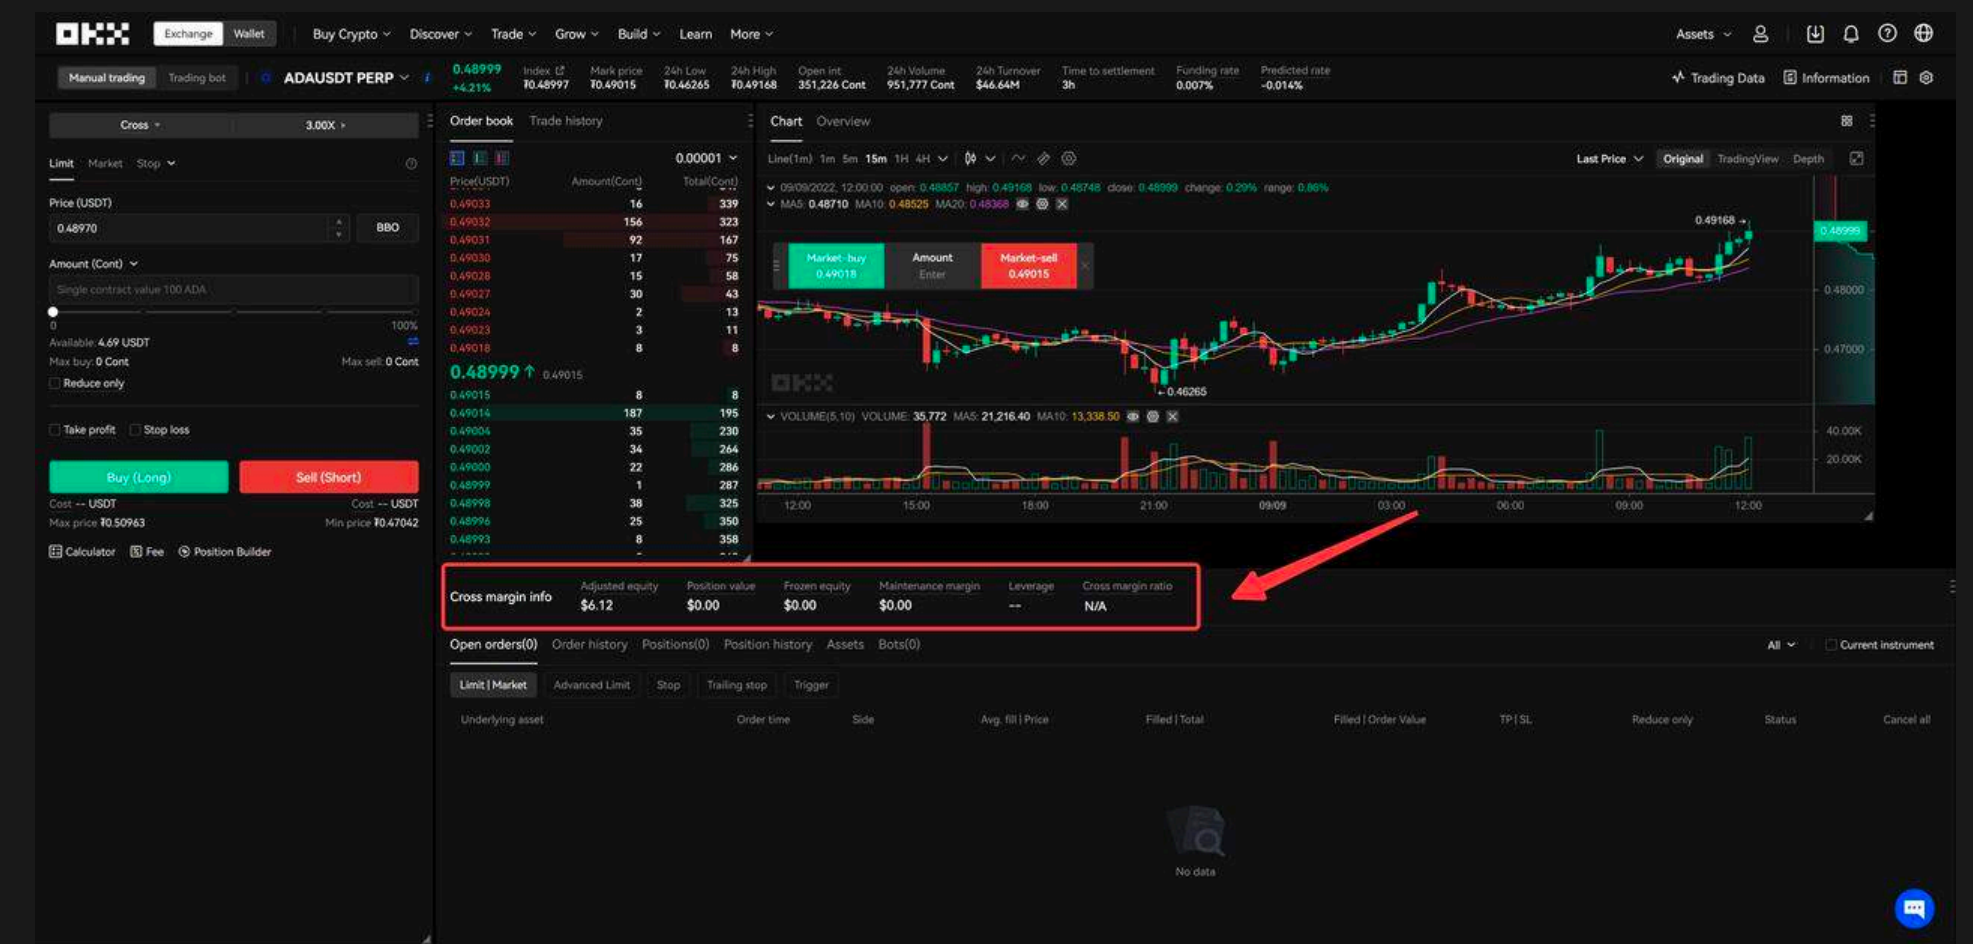 OKX Exchange Wallet Buy Crypto Discover Trade Grow Build Learn More Assets
Manual trading Trading bot ADAUSDT PERP
0.48999 Index Mark price 24h Low 24h High Open int. 24h Volume 24h Turnover Time to settlement Funding rate Predicted rate
+4.21% ₮0.48997 ₮0.49015 ₮0.46265 ₮0.49168 351,226 Cont 951,777 Cont $46.64M 3h 0.007% -0.014%
Trading Data Information
Cross 3.00X
Limit Market Stop
Price (USDT)
0.48970 BBO
Amount (Cont)
Single contract value 100 ADA
0 100%
Available: 4.69 USDT
Max buy: 0 Cont Max sell: 0 Cont
Reduce only
Take profit Stop loss
Buy (Long) Sell (Short)
Cost -- USDT Cost -- USDT
Max price ₮0.50963 Min price ₮0.47042
Calculator Fee Position Builder
Order book Trade history
0.00001
Price(USDT) Amount(Cont) Total(Cont)
0.49033 16 339
0.49032 156 323
0.49031 92 167
0.49030 17 75
0.49028 15 58
0.49027 30 43
0.49024 2 13
0.49023 3 11
0.49018 8 8
0.48999 0.49015
0.49015 8 8
0.49014 187 195
0.49004 35 230
0.49002 34 264
0.49000 22 286
0.48999 1 287
0.48998 38 325
0.48996 25 350
0.48993 8 358
Chart Overview
Line(1m) 1m 5m 15m 1H 4H Last Price Original TradingView Depth
09/09/2022, 12:00:00 open: 0.48857 high: 0.49168 low: 0.48748 close: 0.48999 change: 0.29% range: 0.86%
MA5: 0.48710 MA10: 0.48525 MA20: 0.48368
0.49168
0.48999
Market-buy Amount Market-sell
0.49018 Enter 0.49015
0.48000
0.47000
OKX
0.46265
VOLUME(5,10) VOLUME: 35,772 MA5: 21,216.40 MA10: 13,338.50
40.00K
20.00K
12:00 15:00 18:00 21:00 09/09 03:00 06:00 09:00 12:00
Cross margin info
Adjusted equity Position value Frozen equity Maintenance margin Leverage Cross margin ratio
$6.12 $0.00 $0.00 $0.00 -- N/A
Open orders(0) Order history Positions(0) Position history Assets Bots(0) All Current instrument
Limit | Market Advanced Limit Stop Trailing stop Trigger
Underlying asset Order time Side Avg. fill | Price Filled | Total Filled | Order Value TP | SL Reduce only Status Cancel all
No data